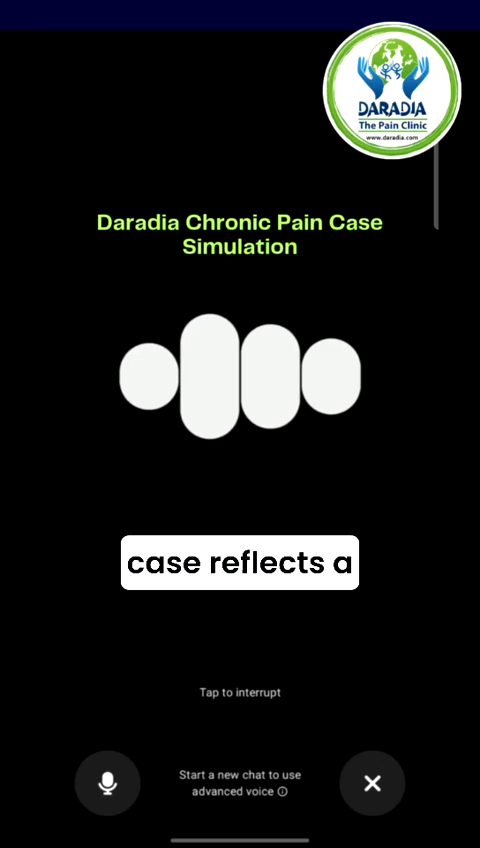 DARADIA
The Pain Clinic
www.daradia.com
Daradia Chronic Pain Case
Simulation
case reflects a
Tap to interrupt
Start a new chat to use
advanced voice